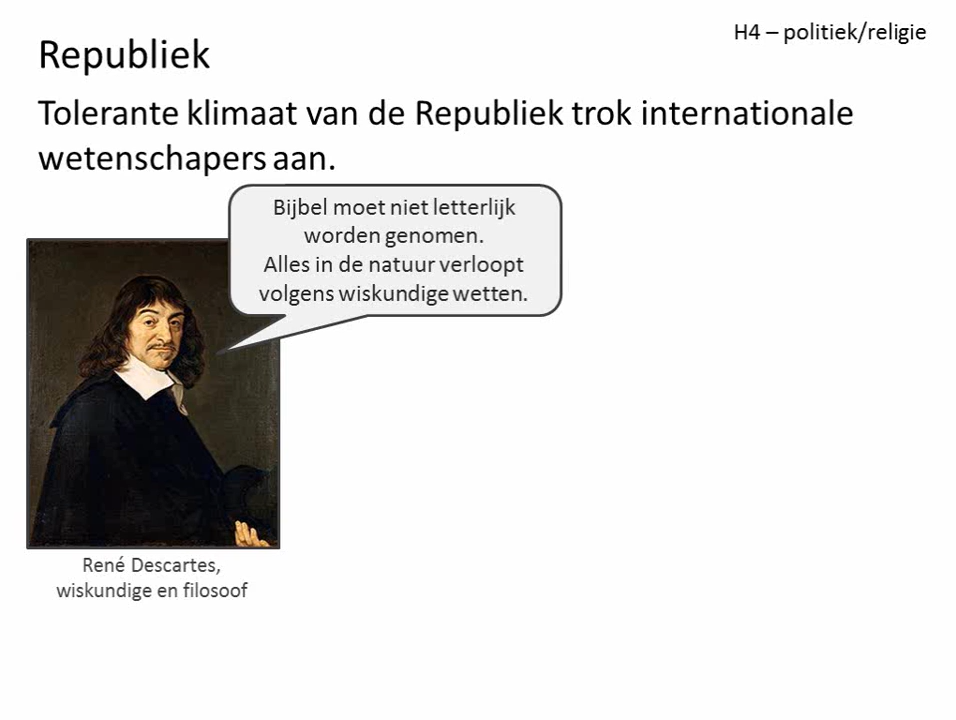 H4 – politiek/religie
Republiek
Tolerante klimaat van de Republiek trok internationale
wetenschapers aan.
Bijbel moet niet letterlijk
worden genomen.
Alles in de natuur verloopt
volgens wiskundige wetten.
René Descartes,
wiskundige en filosoof